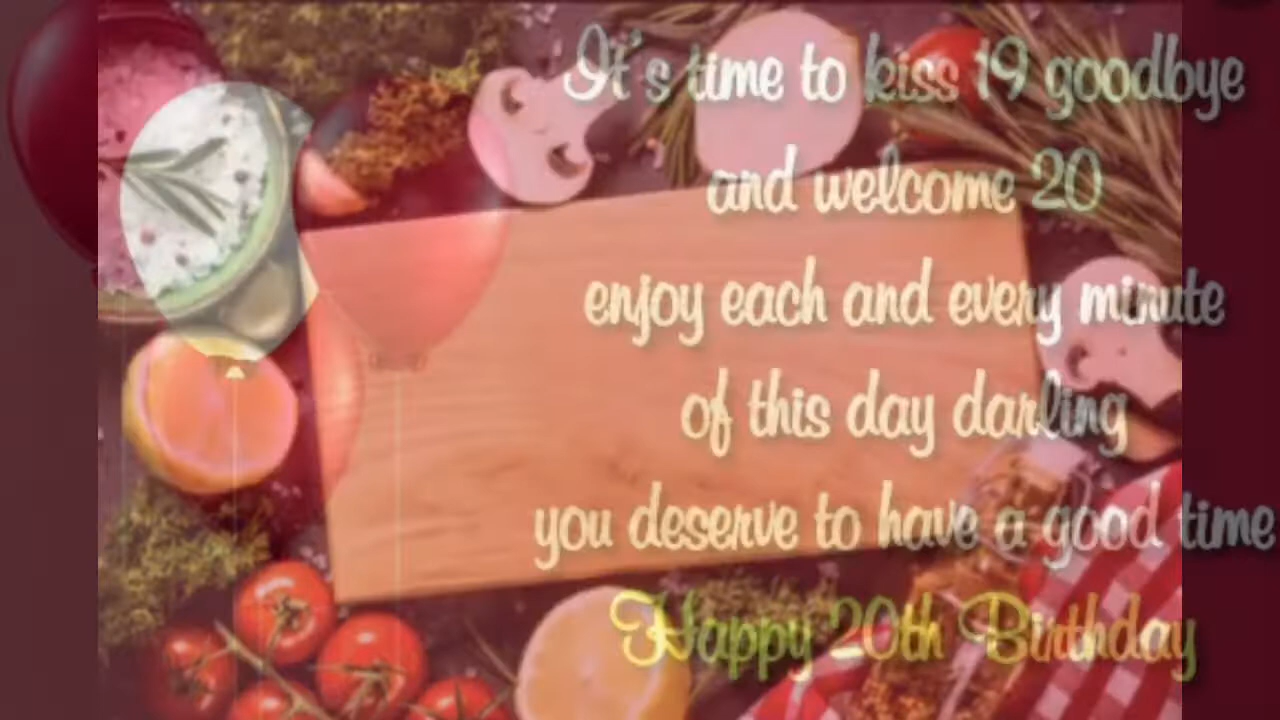 It's time to kiss 19 goodbye
and welcome 20
enjoy each and every minute
of this day darling
you deserve to have a good time
Happy 20th Birthday